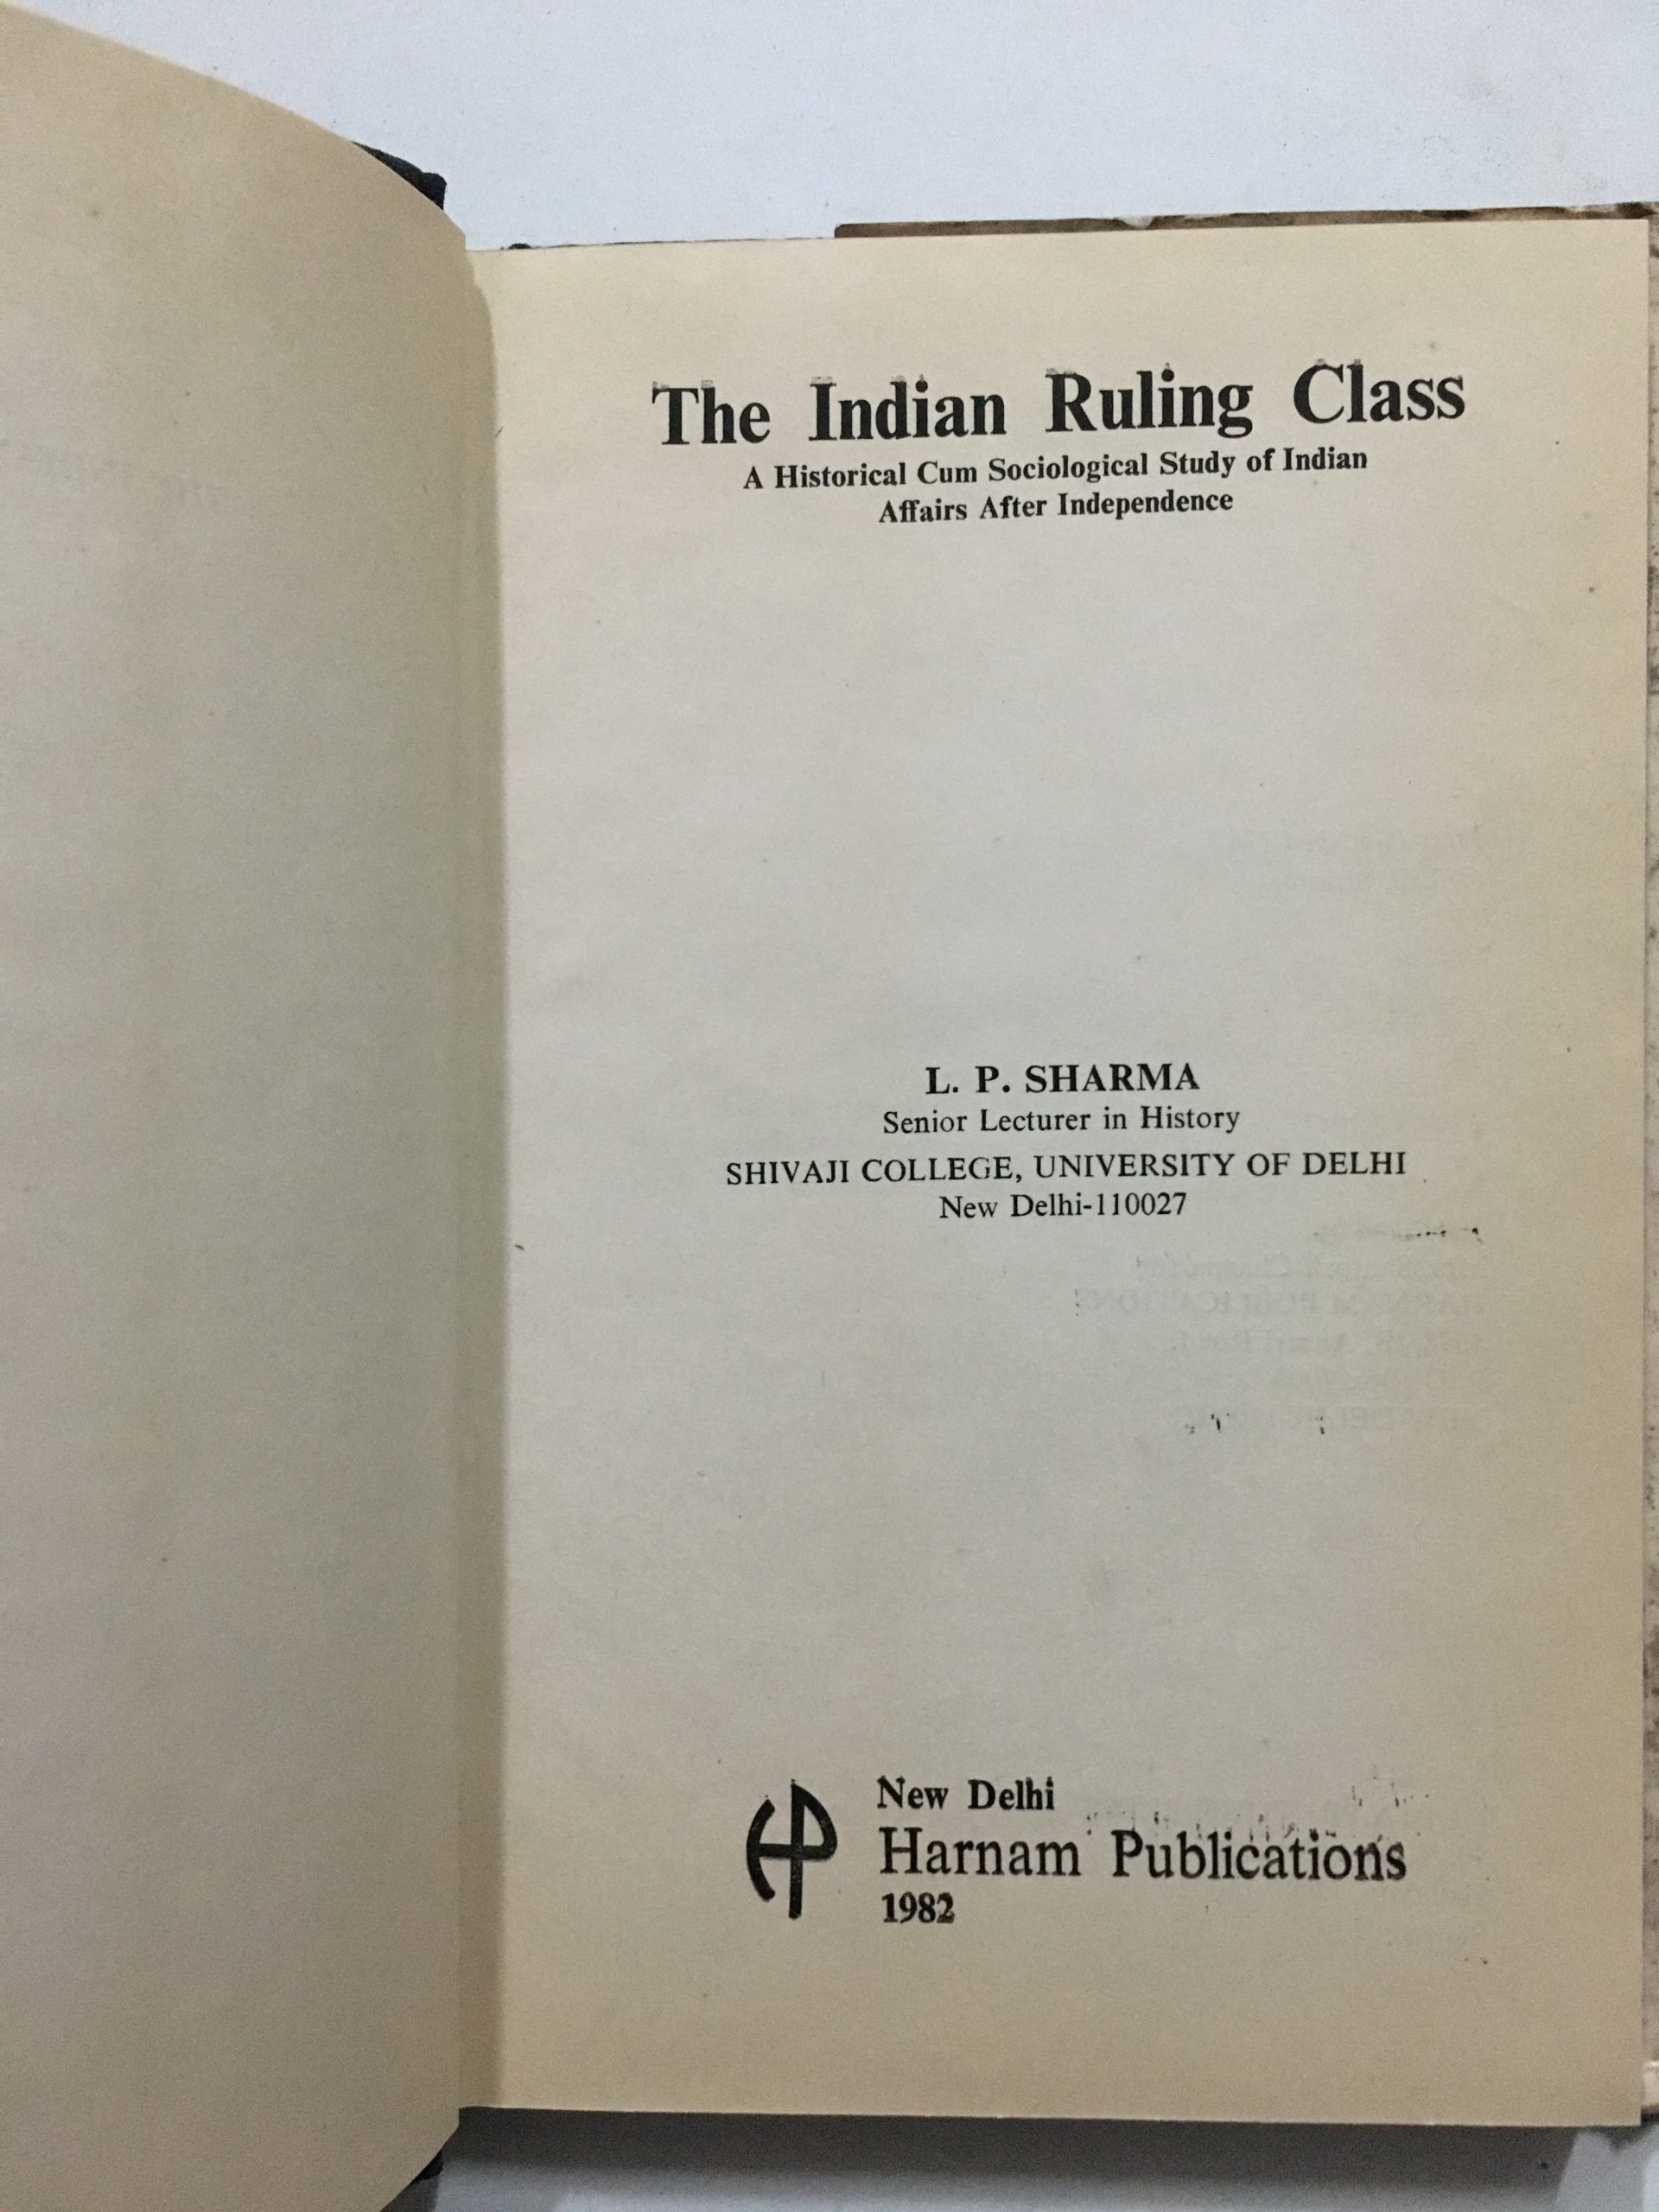 The Indian Ruling Class
A Historical Cum Sociological Study of Indian
Affairs After Independence
L. P. SHARMA
Senior Lecturer in History
SHIVAJI COLLEGE, UNIVERSITY OF DELHI
New Delhi-110027
HP
New Delhi
Harnam Publications
1982